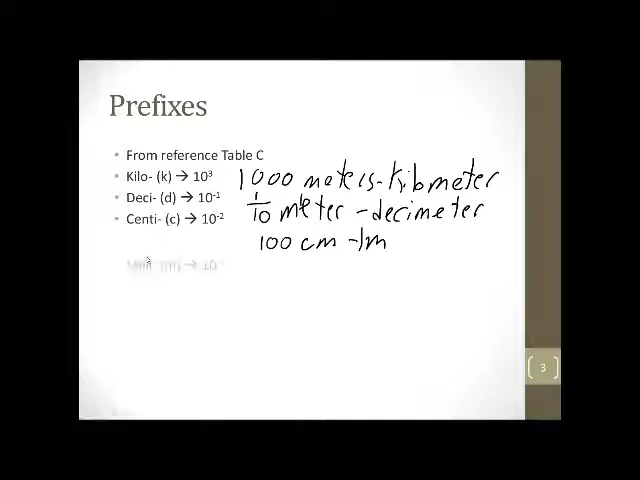 Prefixes
• From reference Table C
• Kilo- (k) → 10³ 1000 meters-kilometer
• Deci- (d) → 10⁻¹ 1/10 meter - decimeter
• Centi- (c) → 10⁻² 100 cm - 1m
3